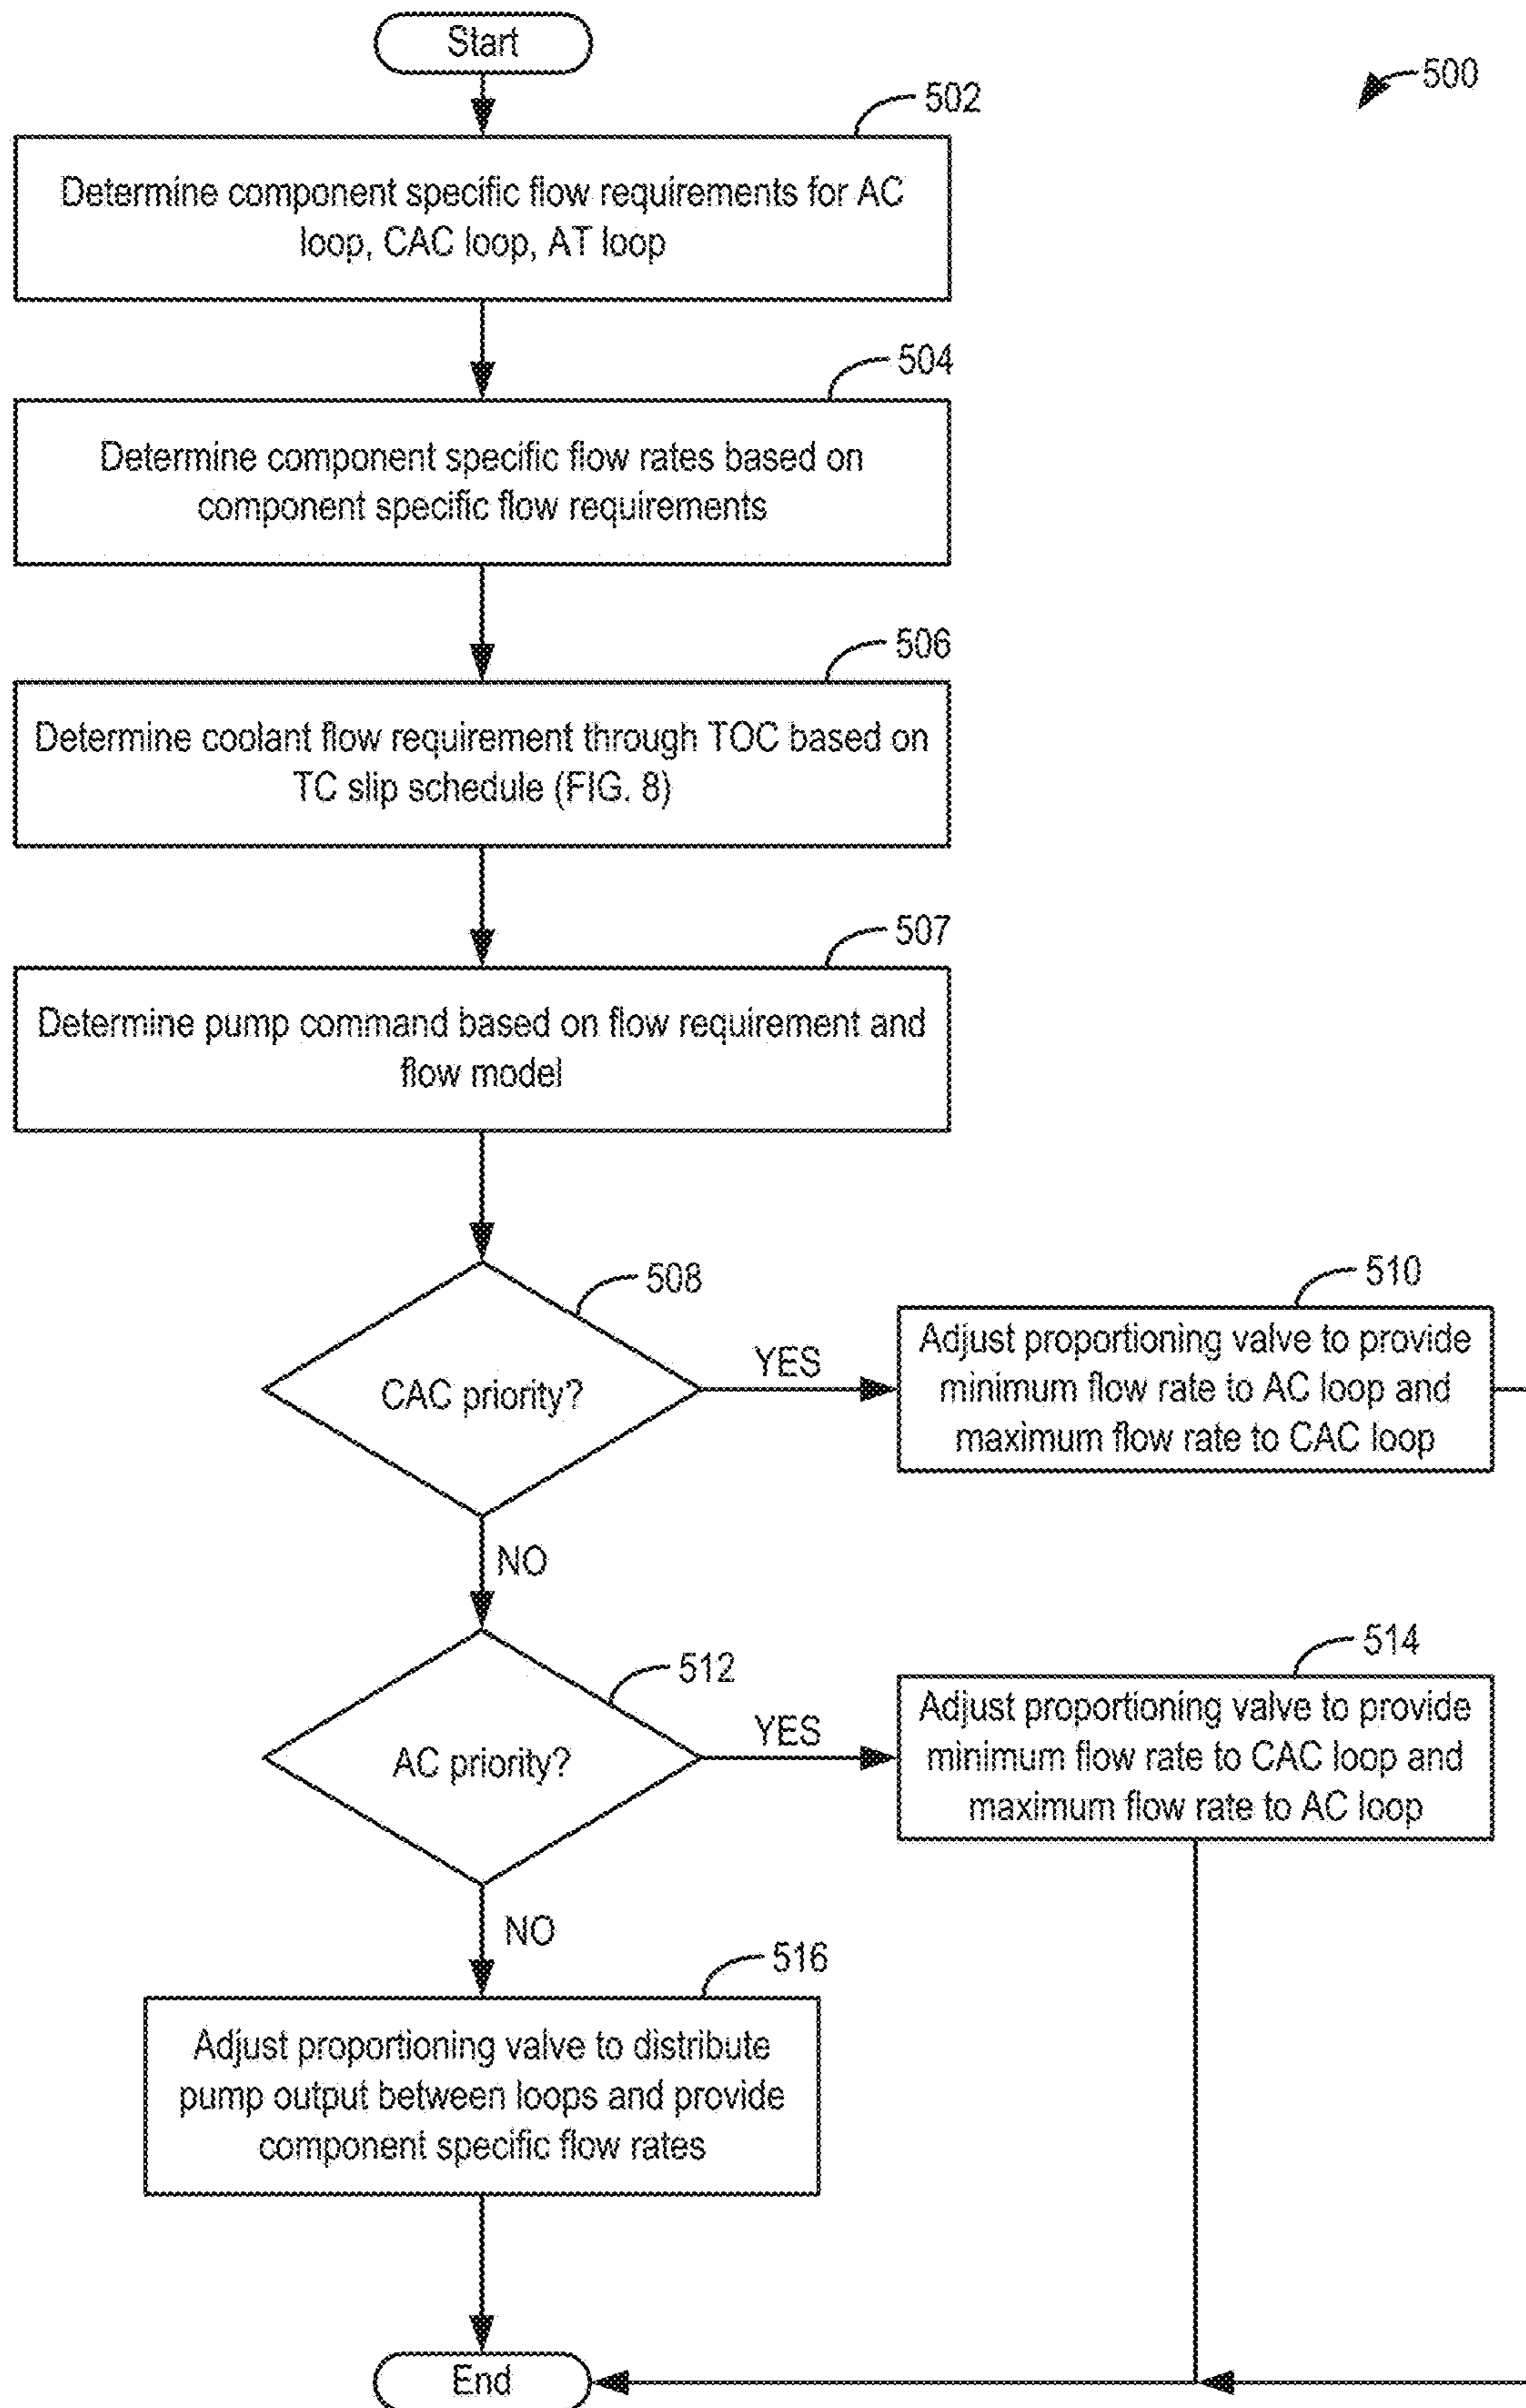 Start
500
502
Determine component specific flow requirements for AC
loop, CAC loop, AT loop
504
Determine component specific flow rates based on
component specific flow requirements
506
Determine coolant flow requirement through TOC based on
TC slip schedule (FIG. 8)
507
Determine pump command based on flow requirement and
flow model
508
CAC priority?
YES
510
Adjust proportioning valve to provide
minimum flow rate to AC loop and
maximum flow rate to CAC loop
NO
512
AC priority?
YES
514
Adjust proportioning valve to provide
minimum flow rate to CAC loop and
maximum flow rate to AC loop
NO
516
Adjust proportioning valve to distribute
pump output between loops and provide
component specific flow rates
End